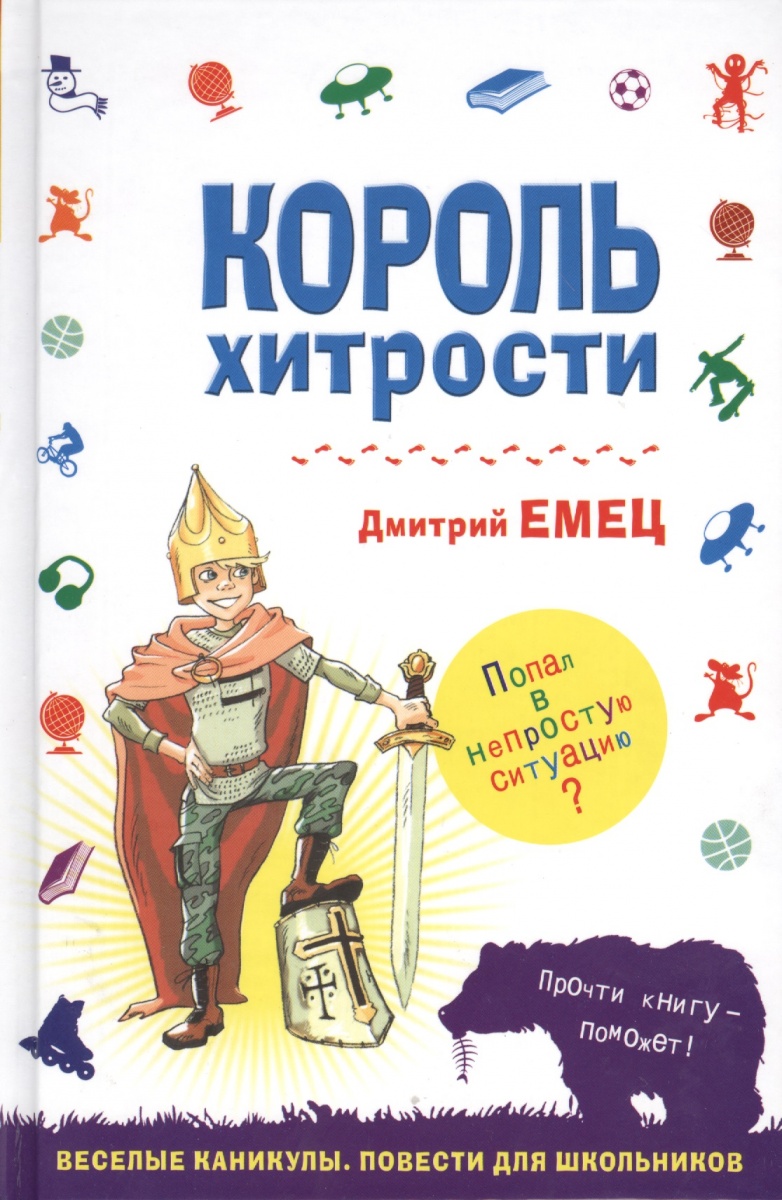 КОРОЛЬ
ХИТРОСТИ
Дмитрий ЕМЕЦ
Попал
в
непростую
ситуацию
?
Прочти книгу –
поможет!
ВЕСЕЛЫЕ КАНИКУЛЫ. ПОВЕСТИ ДЛЯ ШКОЛЬНИКОВ